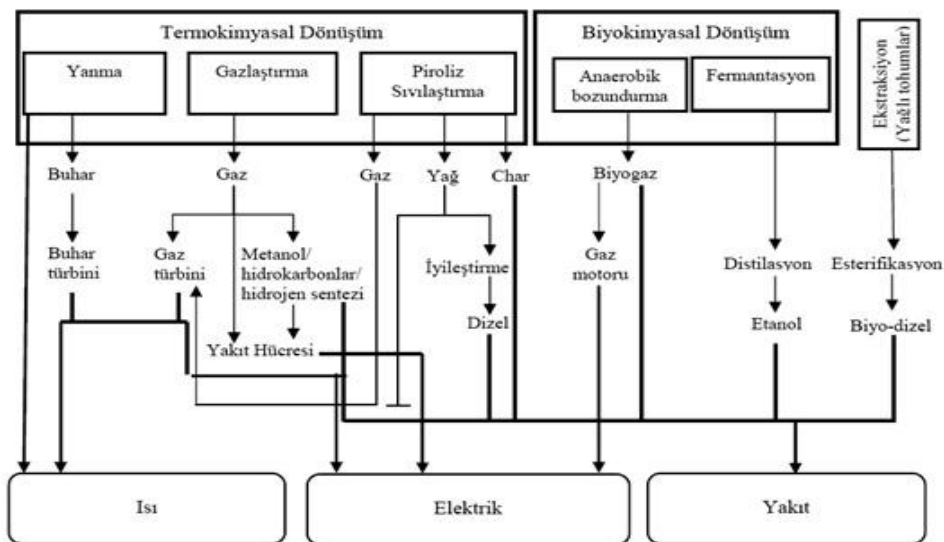 Termokimyasal Dönüşüm
Biyokimyasal Dönüşüm
Yanma
Gazlaştırma
Piroliz
Sıvılaştırma
Anaerobik
bozundurma
Fermantasyon
Ekstraksiyon
(Yağlı tohumlar)
Buhar
Gaz
Gaz
Yağ
Char
Biyogaz
Buhar
türbini
Gaz
türbini
Metanol/
hidrokarbonlar/
hidrojen sentezi
İyileştirme
Gaz
motoru
Distilasyon
Esterifikasyon
Yakıt Hücresi
Dizel
Etanol
Biyo-dizel
Isı
Elektrik
Yakıt